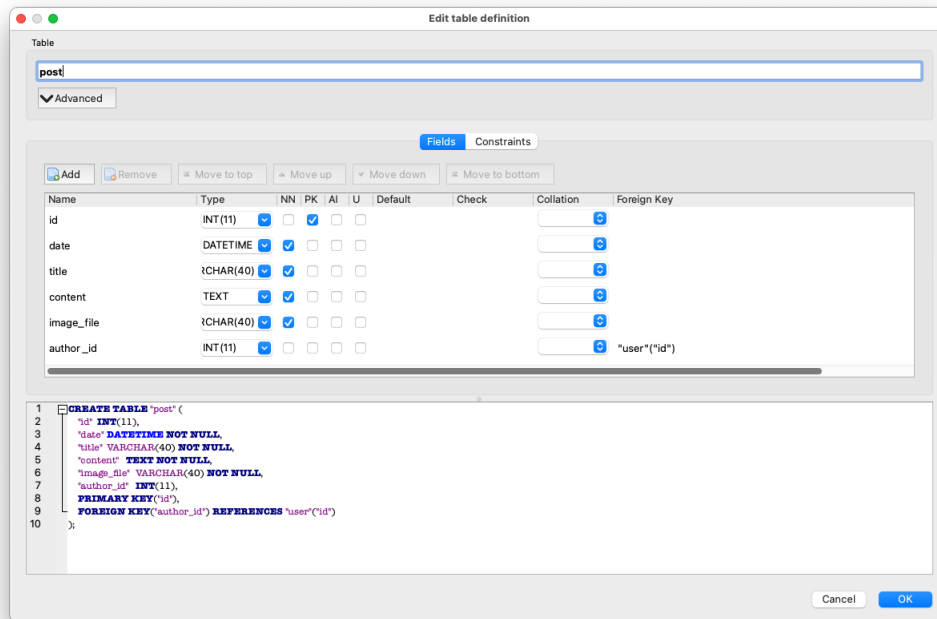 Edit table definition
Table
post
Advanced
Fields Constraints
Add Remove Move to top Move up Move down Move to bottom
Name Type NN PK AI U Default Check Collation Foreign Key
id INT(11)
date DATETIME
title RCHAR(40)
content TEXT
image_file RCHAR(40)
author_id INT(11) "user"("id")
1 CREATE TABLE "post" (
2 "id" INT(11),
3 "date" DATETIME NOT NULL,
4 "title" VARCHAR(40) NOT NULL,
5 "content" TEXT NOT NULL,
6 "image_file" VARCHAR(40) NOT NULL,
7 "author_id" INT(11),
8 PRIMARY KEY("id"),
9 FOREIGN KEY("author_id") REFERENCES "user"("id")
10 );
Cancel OK